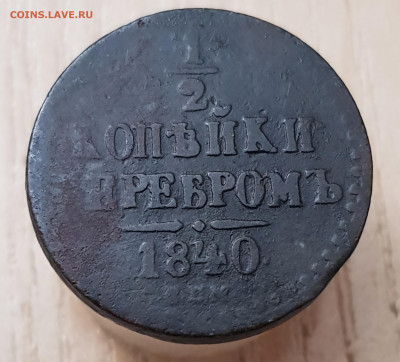 COINS.LAVE.RU
1/2
КОПѢЙКИ
СЕРЕБРОМЪ
1840.